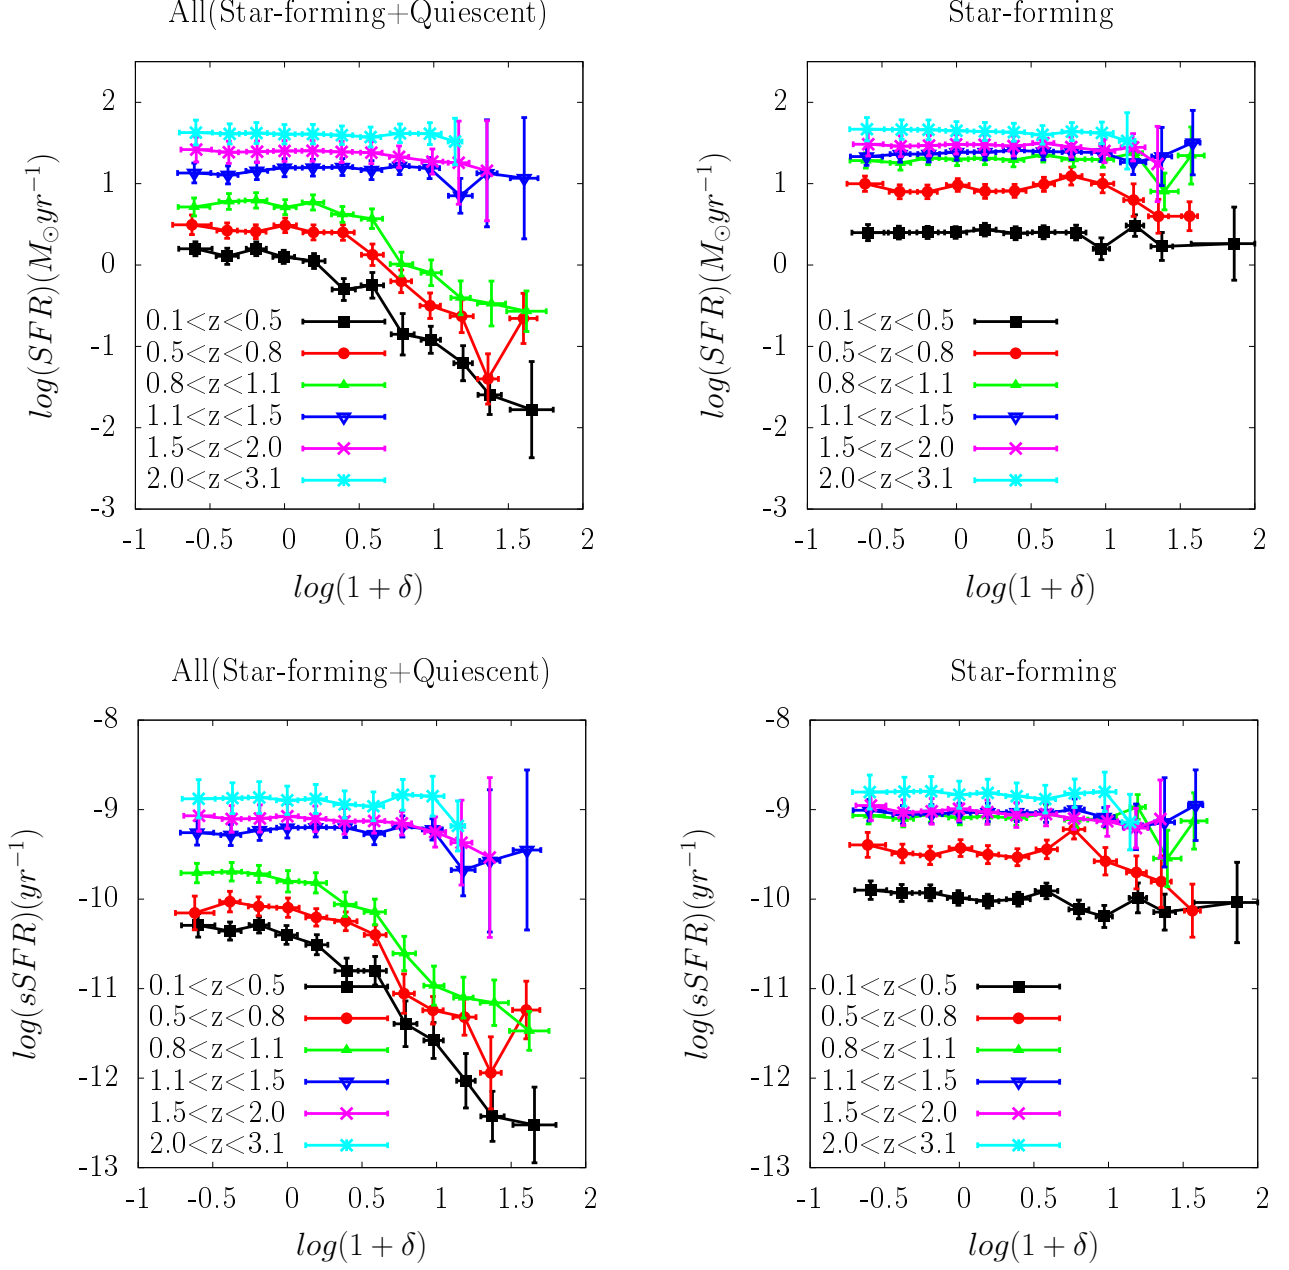 All(Star-forming+Quiescent)
log(SFR)(M⊙yr−1)
2
1
0
-1
-2
-3
0.1<z<0.5
0.5<z<0.8
0.8<z<1.1
1.1<z<1.5
1.5<z<2.0
2.0<z<3.1
-1 -0.5 0 0.5 1 1.5 2
log(1 + δ)
Star-forming
log(SFR)(M⊙yr−1)
2
1
0
-1
-2
-3
0.1<z<0.5
0.5<z<0.8
0.8<z<1.1
1.1<z<1.5
1.5<z<2.0
2.0<z<3.1
-1 -0.5 0 0.5 1 1.5 2
log(1 + δ)
All(Star-forming+Quiescent)
log(sSFR)(yr−1)
-8
-9
-10
-11
-12
-13
0.1<z<0.5
0.5<z<0.8
0.8<z<1.1
1.1<z<1.5
1.5<z<2.0
2.0<z<3.1
-1 -0.5 0 0.5 1 1.5 2
log(1 + δ)
Star-forming
log(sSFR)(yr−1)
-8
-9
-10
-11
-12
-13
0.1<z<0.5
0.5<z<0.8
0.8<z<1.1
1.1<z<1.5
1.5<z<2.0
2.0<z<3.1
-1 -0.5 0 0.5 1 1.5 2
log(1 + δ)